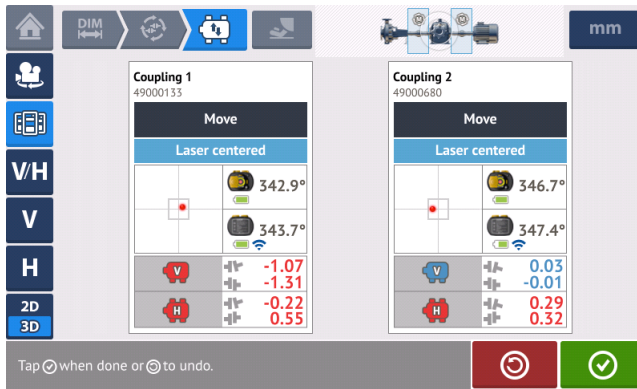 DIM
mm
Coupling 1
49000133
Move
Laser centered
342.9°
343.7°
V
-1.07
-1.31
H
-0.22
0.55
Coupling 2
49000680
Move
Laser centered
346.7°
347.4°
V
0.03
-0.01
H
0.29
0.32
V/H
V
H
2D
3D
Tap when done or to undo.